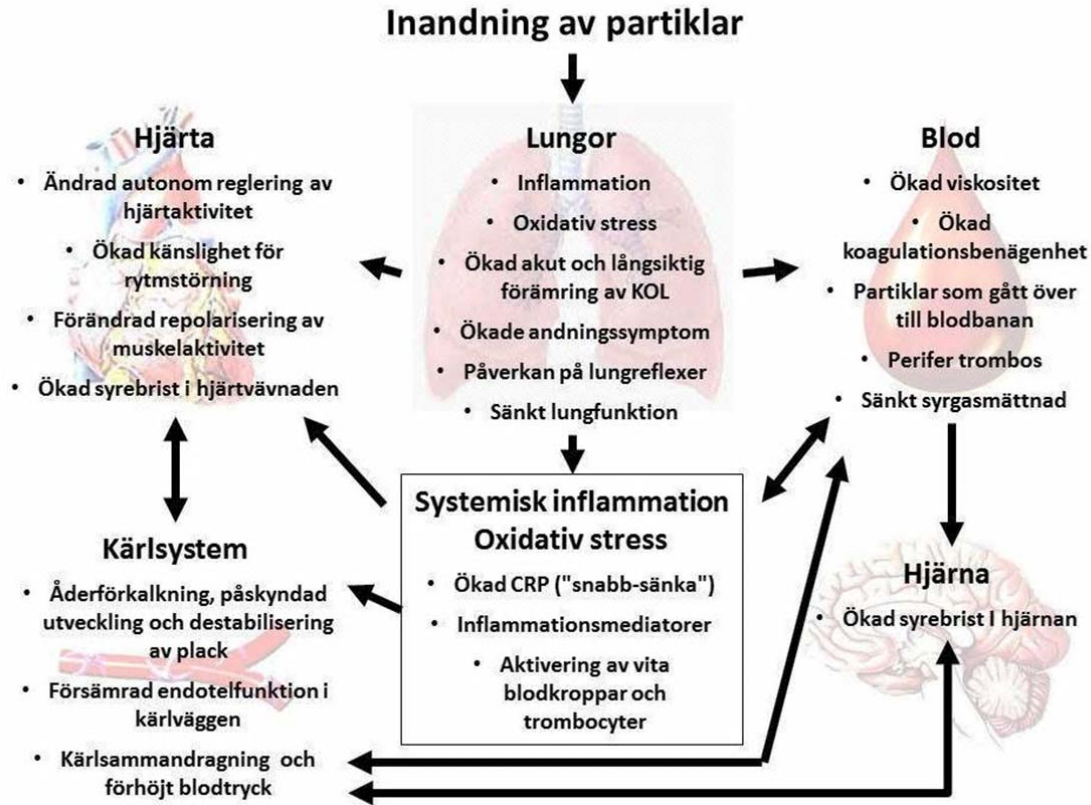 Inandning av partiklar
Hjärta
• Ändrad autonom reglering av
hjärtaktivitet
• Ökad känslighet för
rytmstörning
• Förändrad repolarisering av
muskelaktivitet
• Ökad syrebrist i hjärtvävnaden
Lungor
• Inflammation
• Oxidativ stress
• Ökad akut och långsiktig
förämring av KOL
• Ökade andningssymptom
• Påverkan på lungreflexer
• Sänkt lungfunktion
Blod
• Ökad viskositet
• Ökad
koagulationsbenägenhet
• Partiklar som gått över
till blodbanan
• Perifer trombos
• Sänkt syrgasmättnad
Kärlsystem
• Åderförkalkning, påskyndad
utveckling och destabilisering
av plack
• Försämrad endotelfunktion i
kärlväggen
• Kärlsammandragning och
förhöjt blodtryck
Systemisk inflammation
Oxidativ stress
• Ökad CRP ("snabb-sänka")
• Inflammationsmediatorer
• Aktivering av vita
blodkroppar och
trombocyter
Hjärna
• Ökad syrebrist I hjärnan